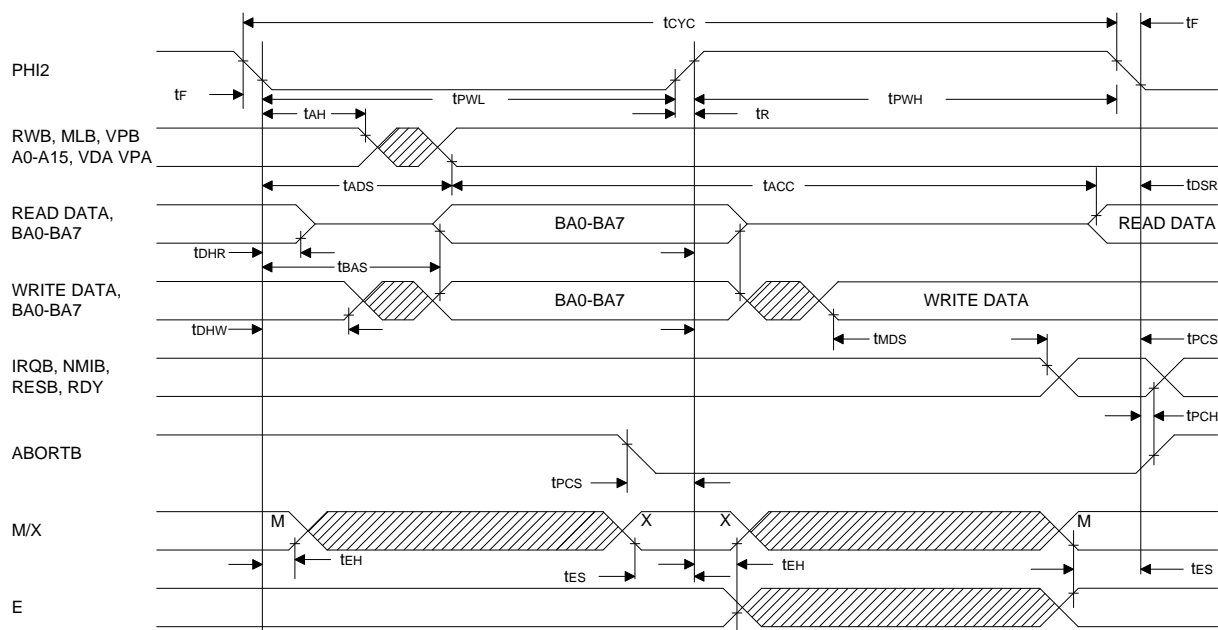 tCYC tF
PHI2
tF tPWL tPWH
tAH tR
RWB, MLB, VPB
A0-A15, VDA VPA
tADS tACC tDSR
READ DATA,
BA0-BA7
BA0-BA7 READ DATA
tDHR tBAS
WRITE DATA,
BA0-BA7
BA0-BA7 WRITE DATA
tDHW tMDS tPCS
IRQB, NMIB,
RESB, RDY
tPCH
ABORTB
tPCS
M/X M X X M
tEH tES tEH tES
E